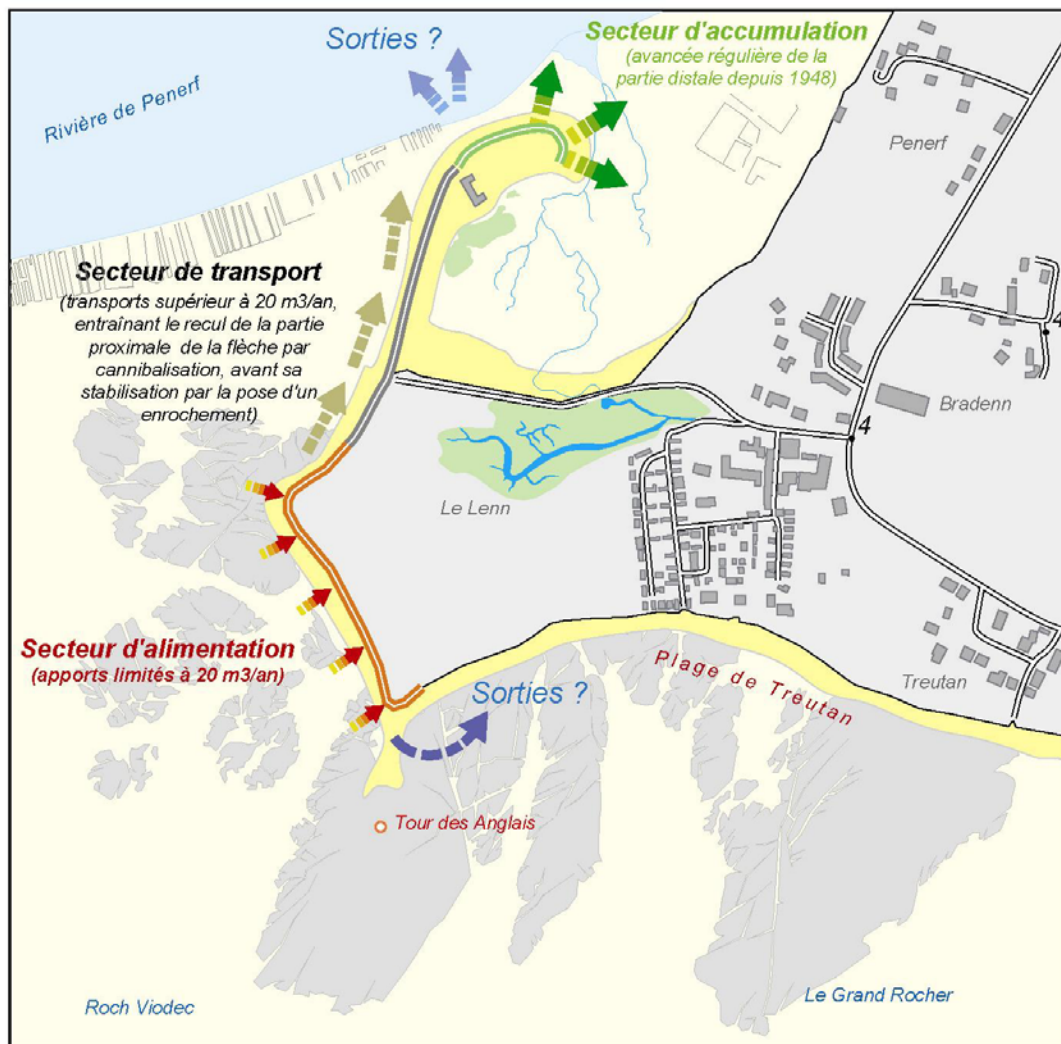 Sorties ?
Secteur d'accumulation
(avancée régulière de la
partie distale depuis 1948)
Rivière de Penerf
Penerf
Secteur de transport
(transports supérieur à 20 m3/an,
entraînant le recul de la partie
proximale de la flèche par
cannibalisation, avant sa
stabilisation par la pose d'un
enrochement)
4
Bradenn
4
Le Lenn
Secteur d'alimentation
(apports limités à 20 m3/an)
Sorties ?
Plage de Treutan
Treutan
Tour des Anglais
Roch Viodec
Le Grand Rocher